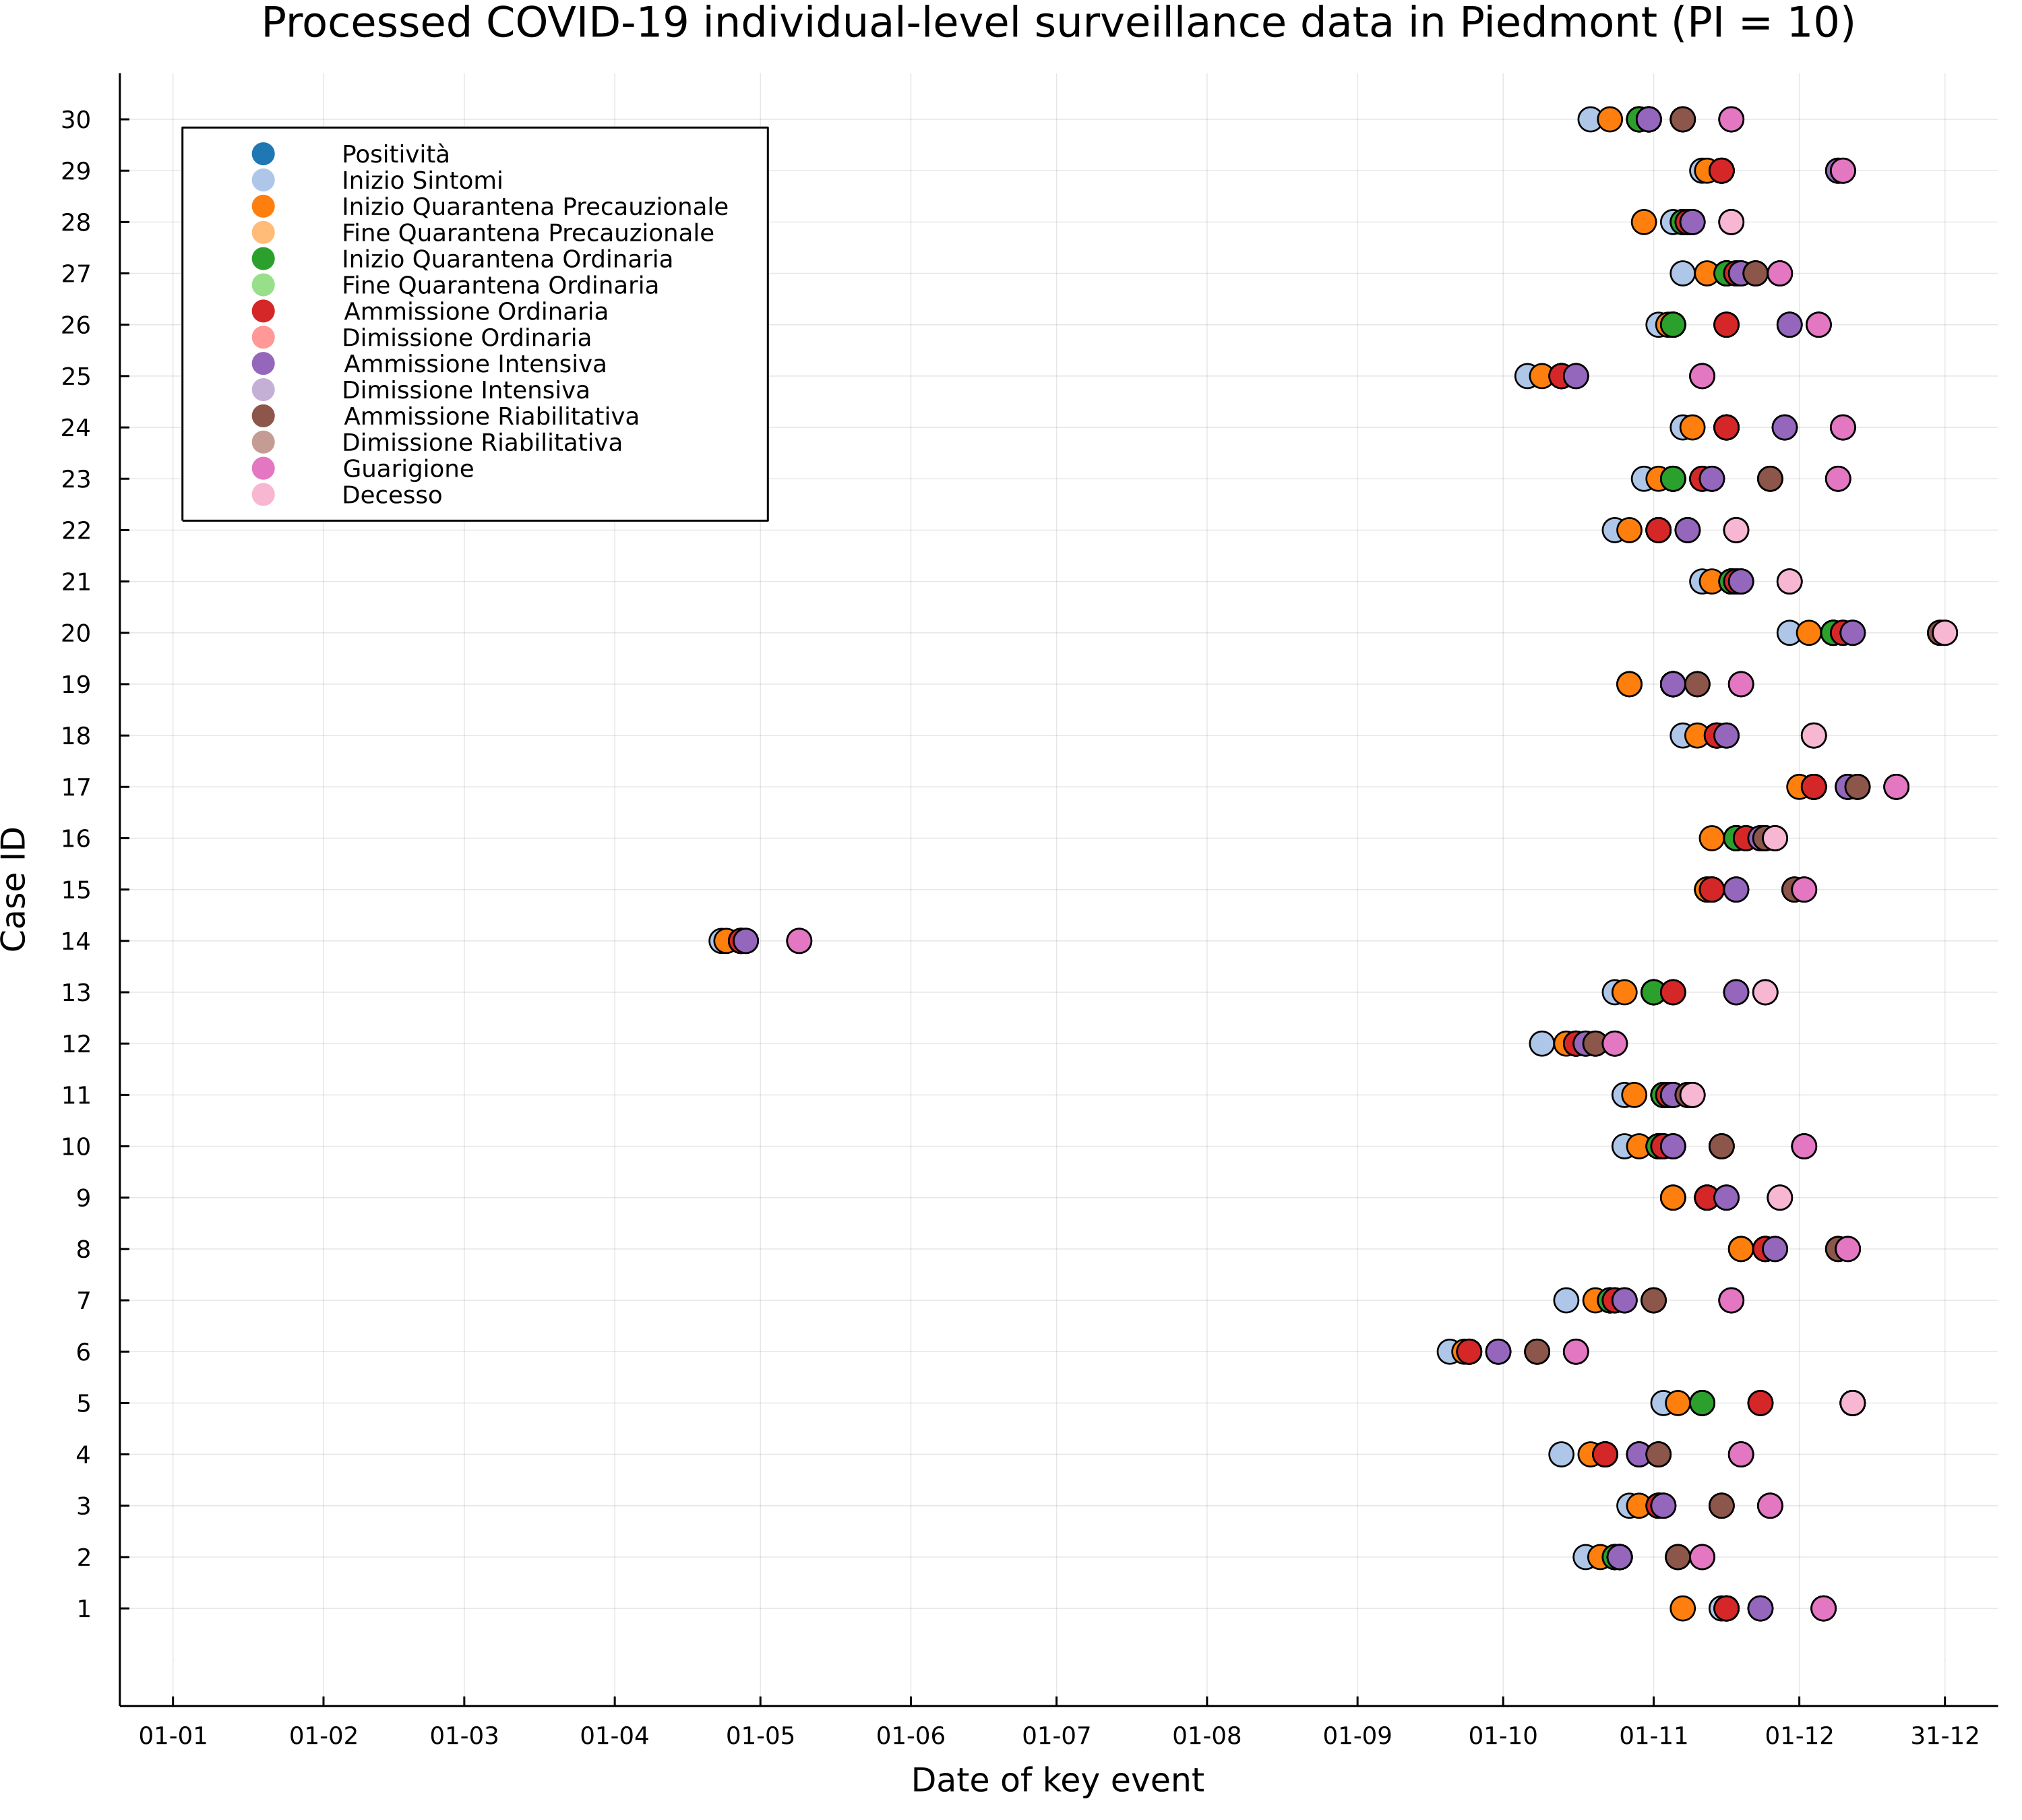 Processed COVID-19 individual-level surveillance data in Piedmont (PI = 10)
30
29
28
27
26
25
24
23
22
21
20
19
18
17
16
15
14
13
12
11
10
9
8
7
6
5
4
3
2
1
Case ID
Positività
Inizio Sintomi
Inizio Quarantena Precauzionale
Fine Quarantena Precauzionale
Inizio Quarantena Ordinaria
Fine Quarantena Ordinaria
Ammissione Ordinaria
Dimissione Ordinaria
Ammissione Intensiva
Dimissione Intensiva
Ammissione Riabilitativa
Dimissione Riabilitativa
Guarigione
Decesso
01-01 01-02 01-03 01-04 01-05 01-06 01-07 01-08 01-09 01-10 01-11 01-12 31-12
Date of key event